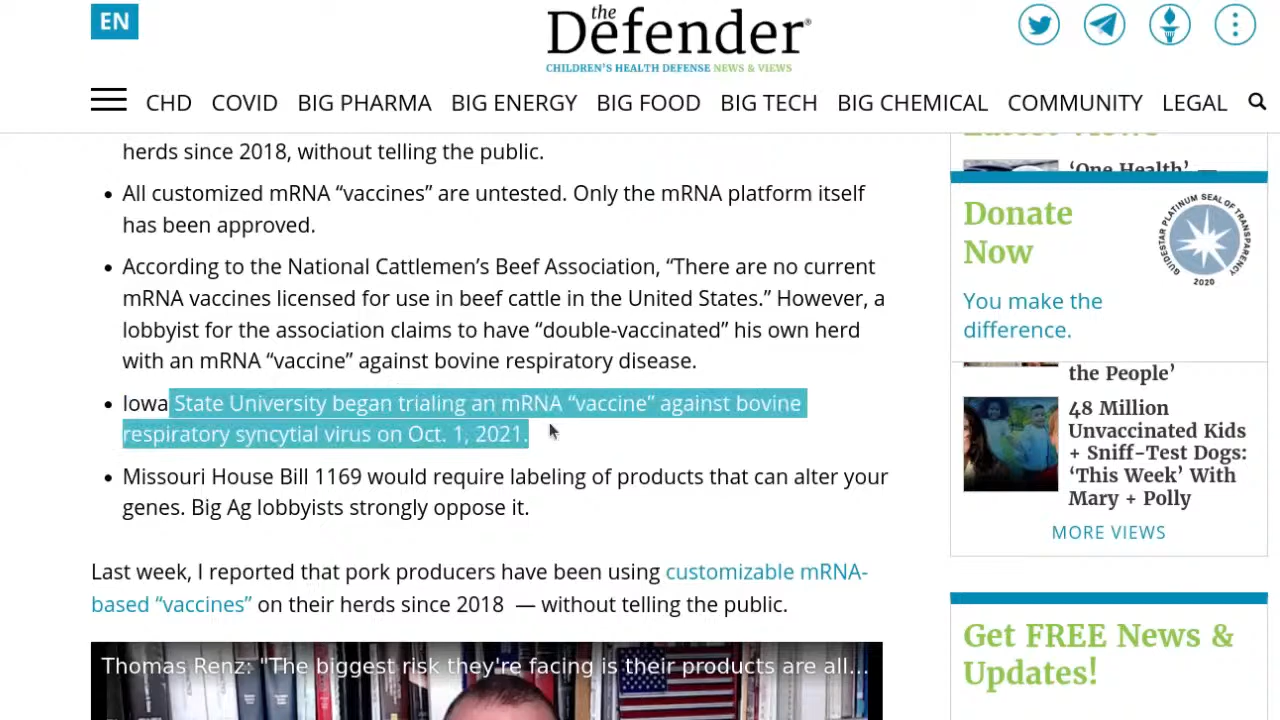 EN
the
Defender®
CHILDREN'S HEALTH DEFENSE NEWS & VIEWS
CHD COVID BIG PHARMA BIG ENERGY BIG FOOD BIG TECH BIG CHEMICAL COMMUNITY LEGAL
herds since 2018, without telling the public.
• All customized mRNA “vaccines” are untested. Only the mRNA platform itself
has been approved.
• According to the National Cattlemen’s Beef Association, “There are no current
mRNA vaccines licensed for use in beef cattle in the United States.” However, a
lobbyist for the association claims to have “double-vaccinated” his own herd
with an mRNA “vaccine” against bovine respiratory disease.
• Iowa State University began trialing an mRNA “vaccine” against bovine
respiratory syncytial virus on Oct. 1, 2021.
• Missouri House Bill 1169 would require labeling of products that can alter your
genes. Big Ag lobbyists strongly oppose it.
Last week, I reported that pork producers have been using customizable mRNA-
based “vaccines” on their herds since 2018 — without telling the public.
Thomas Renz: "The biggest risk they're facing is their products are all...
Latest News
‘One Health’ —
Donate
Now
GUIDESTAR PLATINUM SEAL OF TRANSPARENCY
2020
You make the
difference.
the People’
48 Million
Unvaccinated Kids
+ Sniff-Test Dogs:
‘This Week’ With
Mary + Polly
MORE VIEWS
Get FREE News &
Updates!